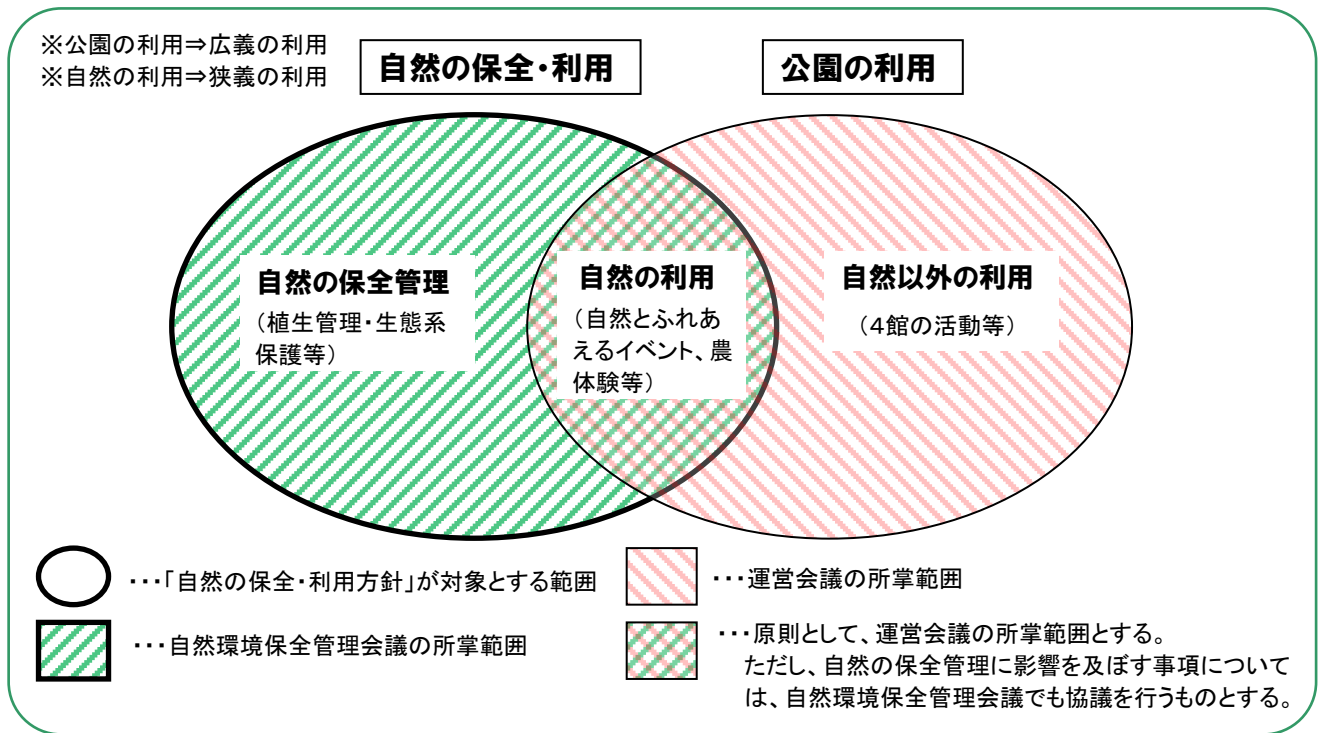 ※公園の利用⇒広義の利用
※自然の利用⇒狭義の利用
自然の保全・利用
公園の利用
自然の保全管理
（植生管理・生態系
保護等）
自然の利用
（自然とふれあ
えるイベント、農
体験等）
自然以外の利用
（４館の活動等）
・・・「自然の保全・利用方針」が対象とする範囲
・・・運営会議の所掌範囲
・・・自然環境保全管理会議の所掌範囲
・・・原則として、運営会議の所掌範囲とする。
ただし、自然の保全管理に影響を及ぼす事項について
は、自然環境保全管理会議でも協議を行うものとする。